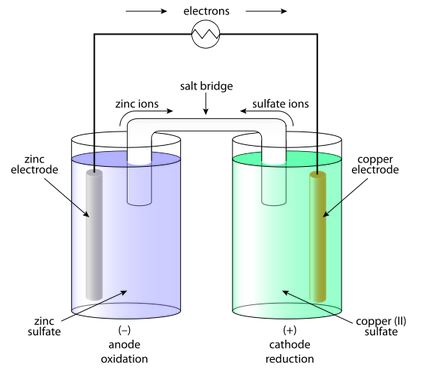 electrons
salt bridge
zinc ions
sulfate ions
zinc
electrode
copper
electrode
zinc
sulfate
(–)
anode
oxidation
(+)
cathode
reduction
copper (II)
sulfate